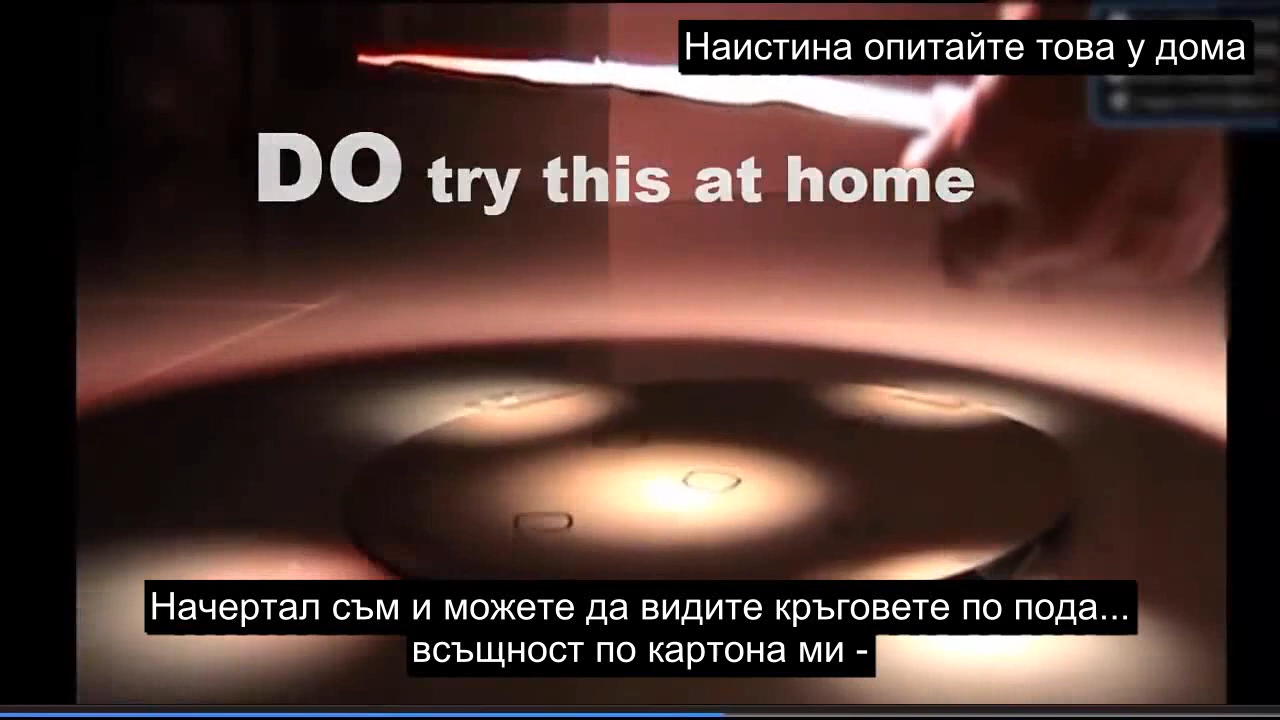 Наистина опитайте това у дома
DO try this at home
Начертал съм и можете да видите кръговете по пода...
всъщност по картона ми -